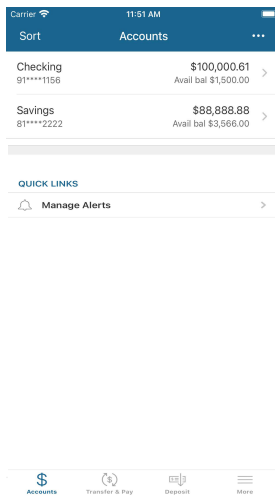 Carrier 11:51 AM
Sort Accounts
Checking $100,000.61
91****1156 Avail bal $1,500.00
Savings $88,888.88
81****2222 Avail bal $3,566.00
QUICK LINKS
Manage Alerts
Accounts Transfer & Pay Deposit More